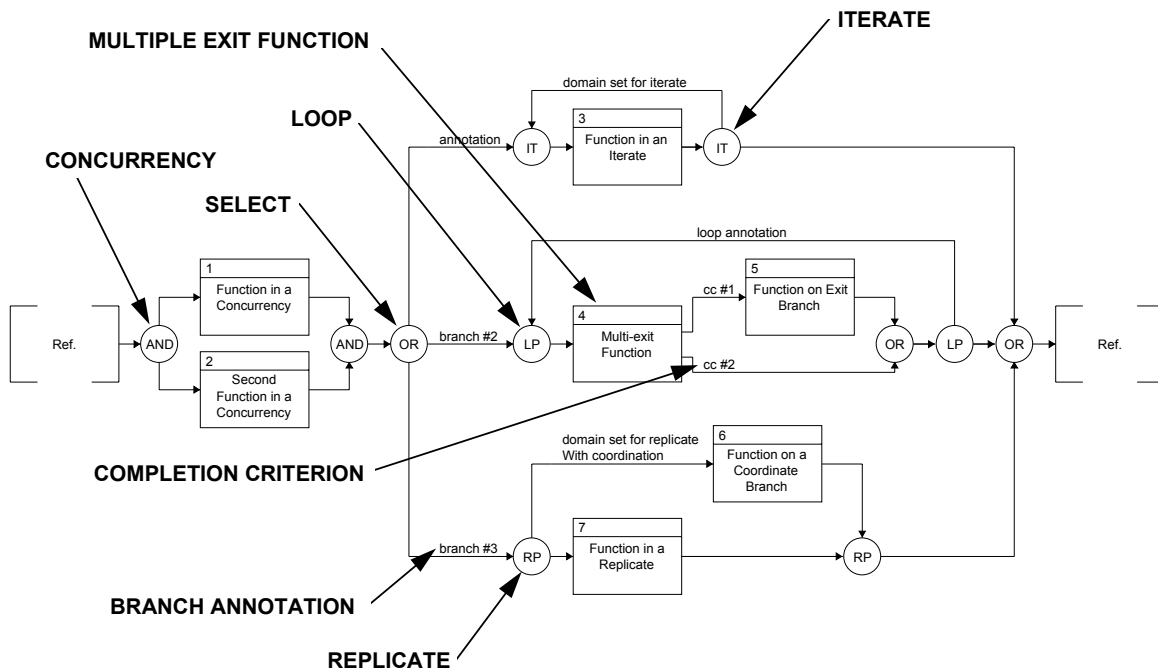 ITERATE
MULTIPLE EXIT FUNCTION
domain set for iterate
LOOP
3
annotation
IT
Function in an
Iterate
IT
CONCURRENCY
SELECT
loop annotation
1
Function in a
Concurrency
5
Function on Exit
Branch
cc #1
4
Multi-exit
Function
Ref.
AND
AND
OR
branch #2
LP
OR
LP
OR
Ref.
2
Second
Function in a
Concurrency
cc #2
COMPLETION CRITERION
domain set for replicate
With coordination
6
Function on a
Coordinate
Branch
7
branch #3
RP
Function in a
Replicate
RP
BRANCH ANNOTATION
REPLICATE